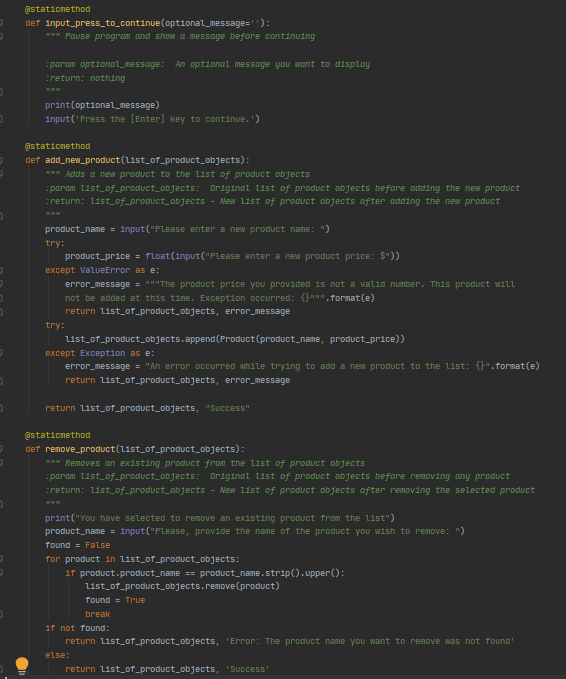 @staticmethod
def input_press_to_continue(optional_message=''):
    """ Pause program and show a message before continuing

    :param optional_message:  An optional message you want to display
    :return: nothing
    """
    print(optional_message)
    input('Press the [Enter] key to continue.')

@staticmethod
def add_new_product(list_of_product_objects):
    """ Adds a new product to the list of product objects
    :param list_of_product_objects:  Original list of product objects before adding the new product
    :return: list_of_product_objects – New list of product objects after adding the new product
    """
    product_name = input("Please enter a new product name: ")
    try:
        product_price = float(input("Please enter a new product price: $"))
    except ValueError as e:
        error_message = """The product price you provided is not a valid number. This product will
        not be added at this time. Exception occurred: {}""".format(e)
        return list_of_product_objects, error_message
    try:
        list_of_product_objects.append(Product(product_name, product_price))
    except Exception as e:
        error_message = "An error occurred while trying to add a new product to the list: {}".format(e)
        return list_of_product_objects, error_message

    return list_of_product_objects, "Success"

@staticmethod
def remove_product(list_of_product_objects):
    """ Removes an existing product from the list of product objects
    :param list_of_product_objects:  Original list of product objects before removing any product
    :return: list_of_product_objects – New list of product objects after removing the selected product
    """
    print("You have selected to remove an existing product from the list")
    product_name = input("Please, provide the name of the product you wish to remove: ")
    found = False
    for product in list_of_product_objects:
        if product.product_name == product_name.strip().upper():
            list_of_product_objects.remove(product)
            found = True
            break
    if not found:
        return list_of_product_objects, 'Error: The product name you want to remove was not found'
    else:
        return list_of_product_objects, 'Success'